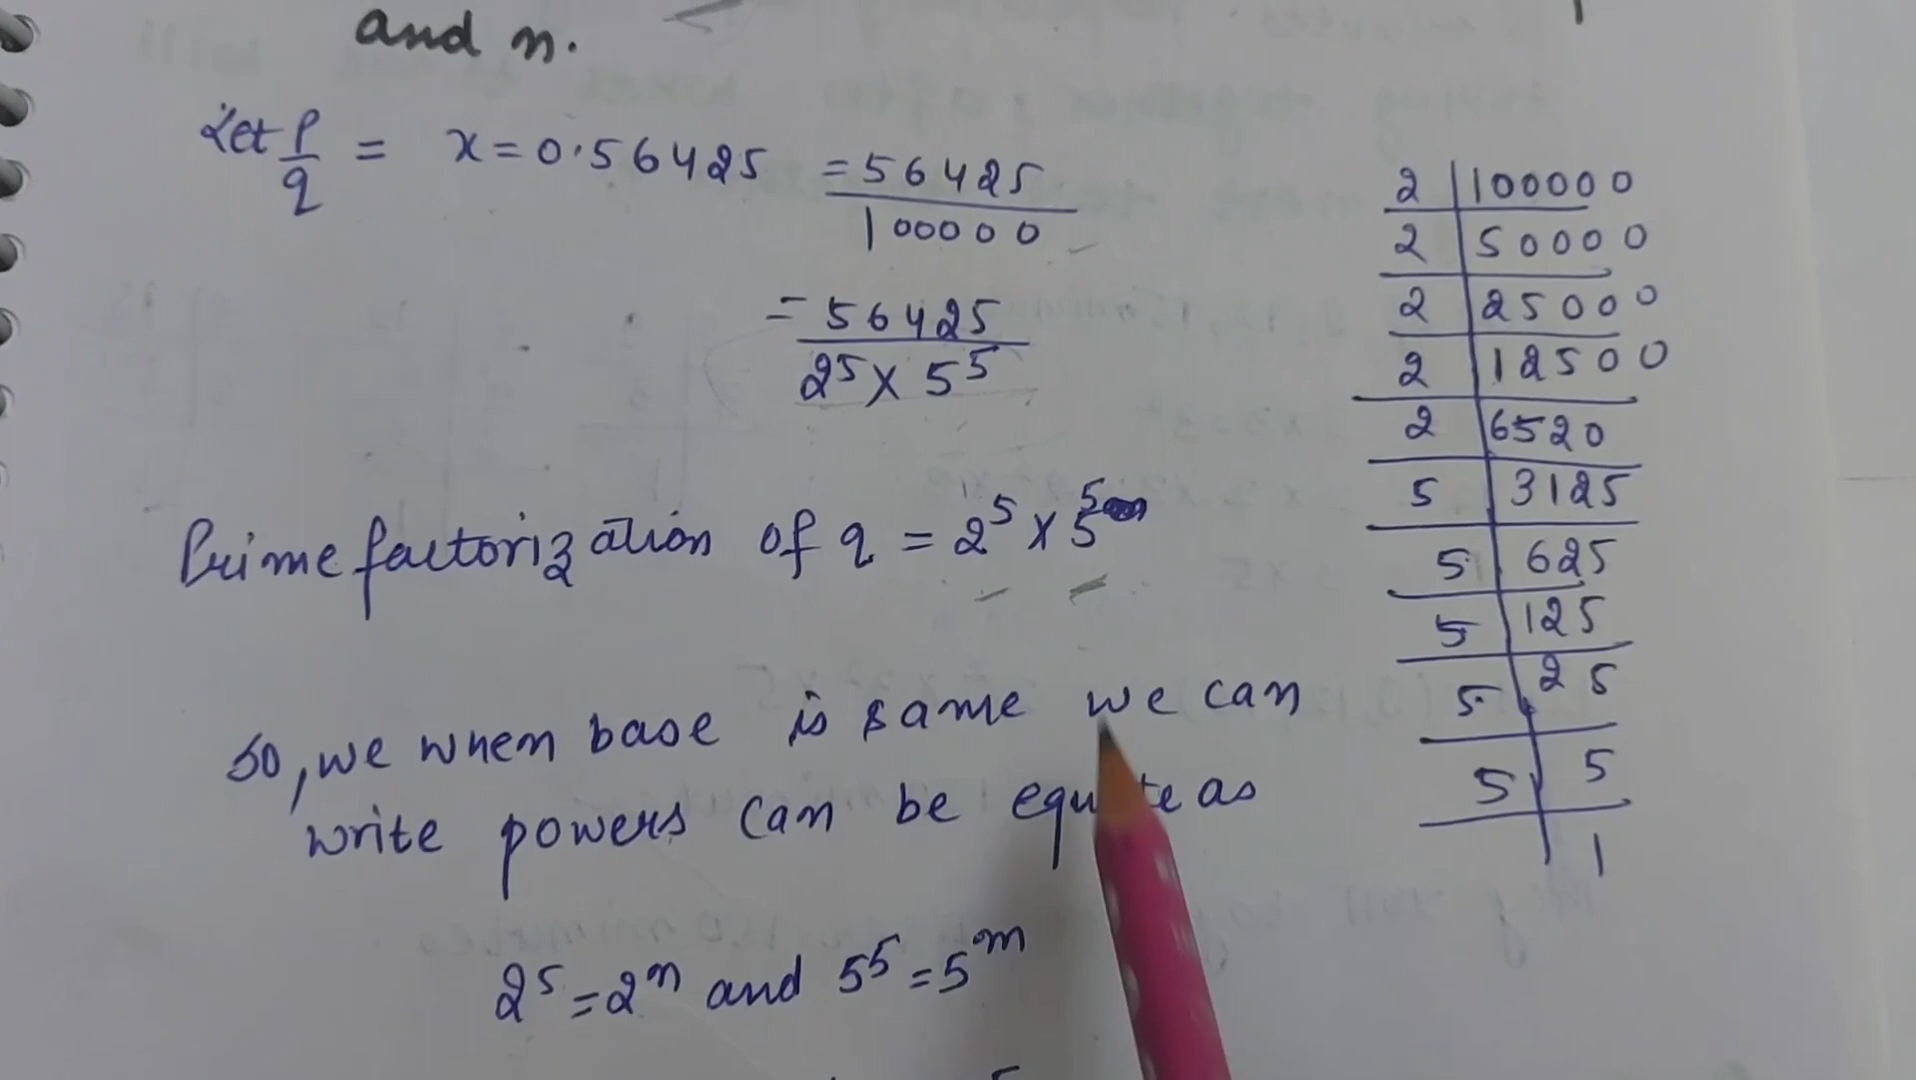 and n.
Let p/q = x = 0.56425 = 56425/100000
= 56425/2⁵ x 5⁵
Prime factorization of q = 2⁵ x 5⁵
So, we when base is same we can
write powers can be equate as
2⁵ = 2ⁿ and 5⁵ = 5ᵐ
2 | 100000
2 | 50000
2 | 25000
2 | 12500
2 | 6520
5 | 3125
5 | 625
5 | 125
5 | 25
5 | 5
1